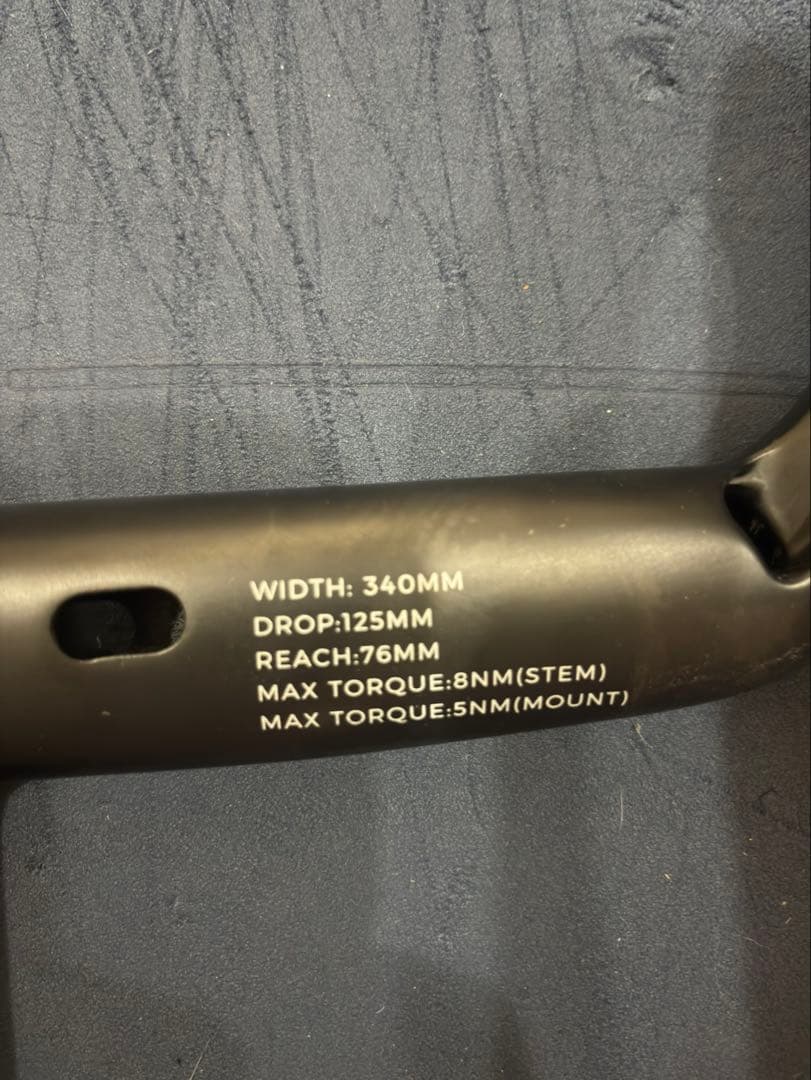 WIDTH: 340MM
DROP:125MM
REACH:76MM
MAX TORQUE:8NM(STEM)
MAX TORQUE:5NM(MOUNT)